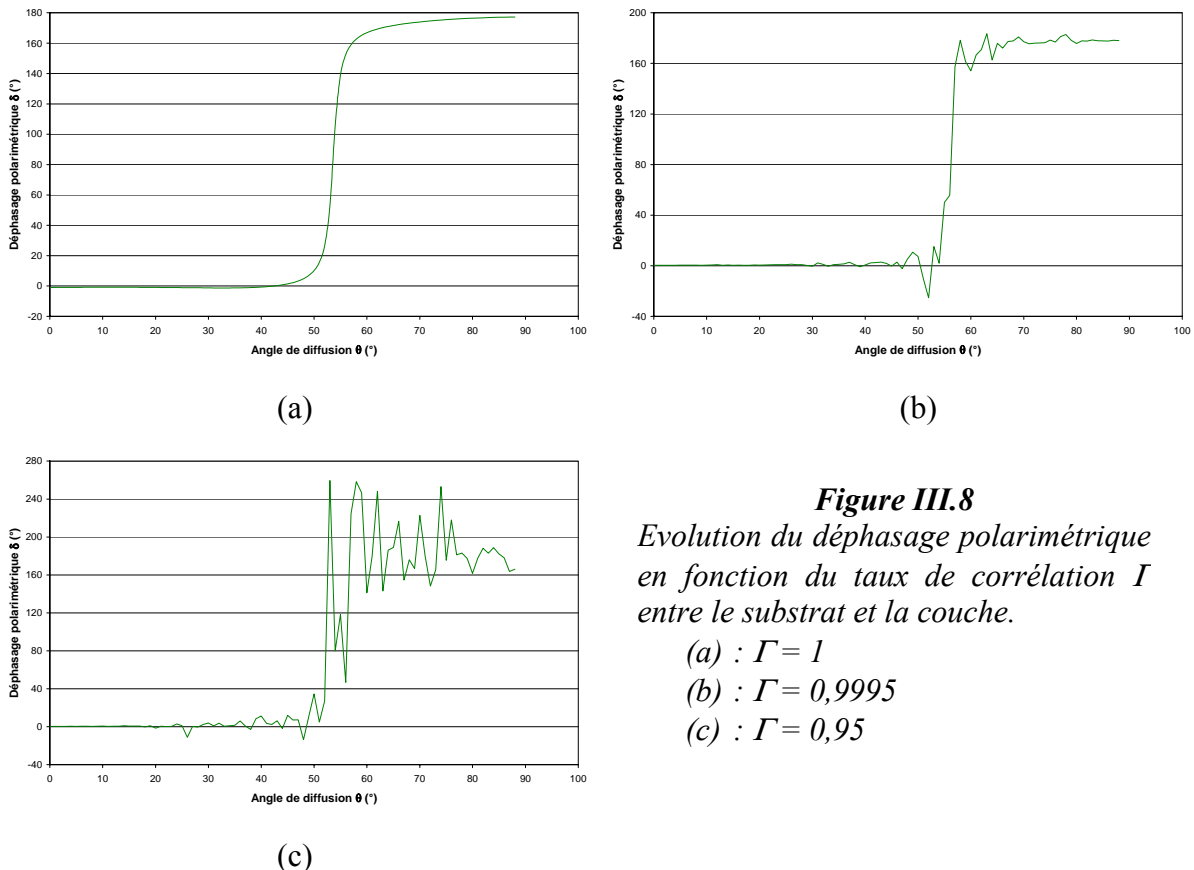 180
160
140
120
100
80
60
40
20
0
-20
0 10 20 30 40 50 60 70 80 90 100
Déphasage polarimétrique δ (°)
Angle de diffusion θ (°)
(a)
200
160
120
80
40
0
-40
0 10 20 30 40 50 60 70 80 90 100
Déphasage polarimétrique δ (°)
Angle de diffusion θ (°)
(b)
280
240
200
160
120
80
40
0
-40
0 10 20 30 40 50 60 70 80 90 100
Déphasage polarimétrique δ (°)
Angle de diffusion θ (°)
(c)
Figure III.8
Evolution du déphasage polarimétrique
en fonction du taux de corrélation Γ
entre le substrat et la couche.
(a) : Γ = 1
(b) : Γ = 0,9995
(c) : Γ = 0,95